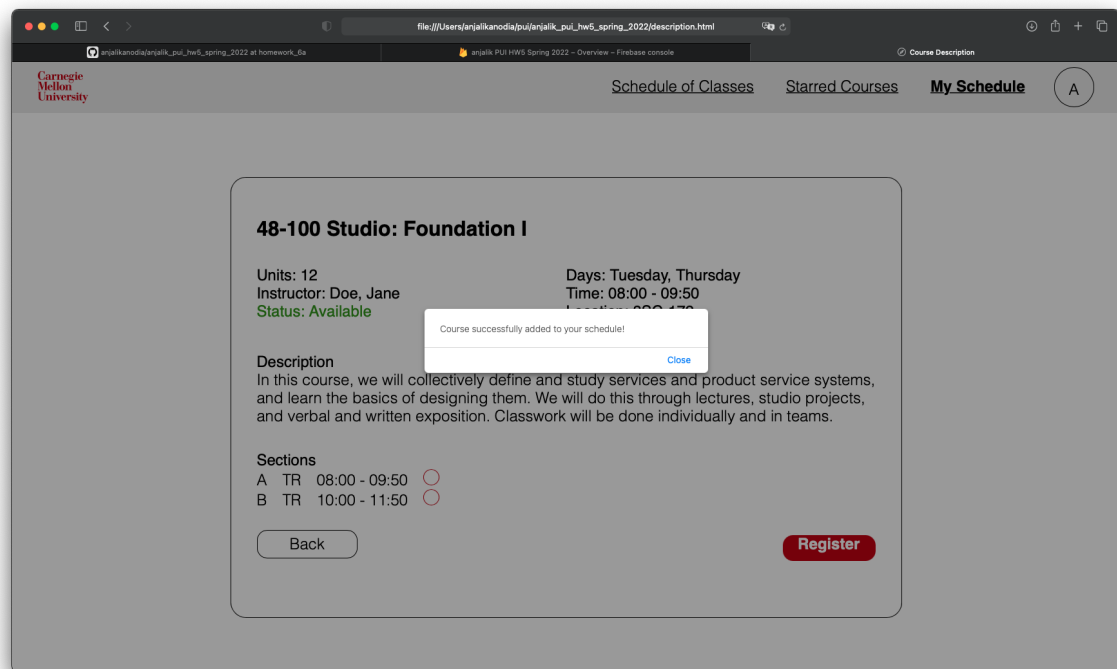 file:///Users/anjalikanodia/pui/anjalik_pui_hw5_spring_2022/description.html
anjalikanodia/anjalik_pui_hw5_spring_2022 at homework_6a
anjalik PUI HW5 Spring 2022 – Overview – Firebase console
Course Description
Carnegie
Mellon
University
Schedule of Classes
Starred Courses
My Schedule
A
48-100 Studio: Foundation I
Units: 12
Days: Tuesday, Thursday
Instructor: Doe, Jane
Time: 08:00 - 09:50
Status: Available
Course successfully added to your schedule!
Close
Description
In this course, we will collectively define and study services and product service systems,
and learn the basics of designing them. We will do this through lectures, studio projects,
and verbal and written exposition. Classwork will be done individually and in teams.
Sections
A TR 08:00 - 09:50
B TR 10:00 - 11:50
Back
Register